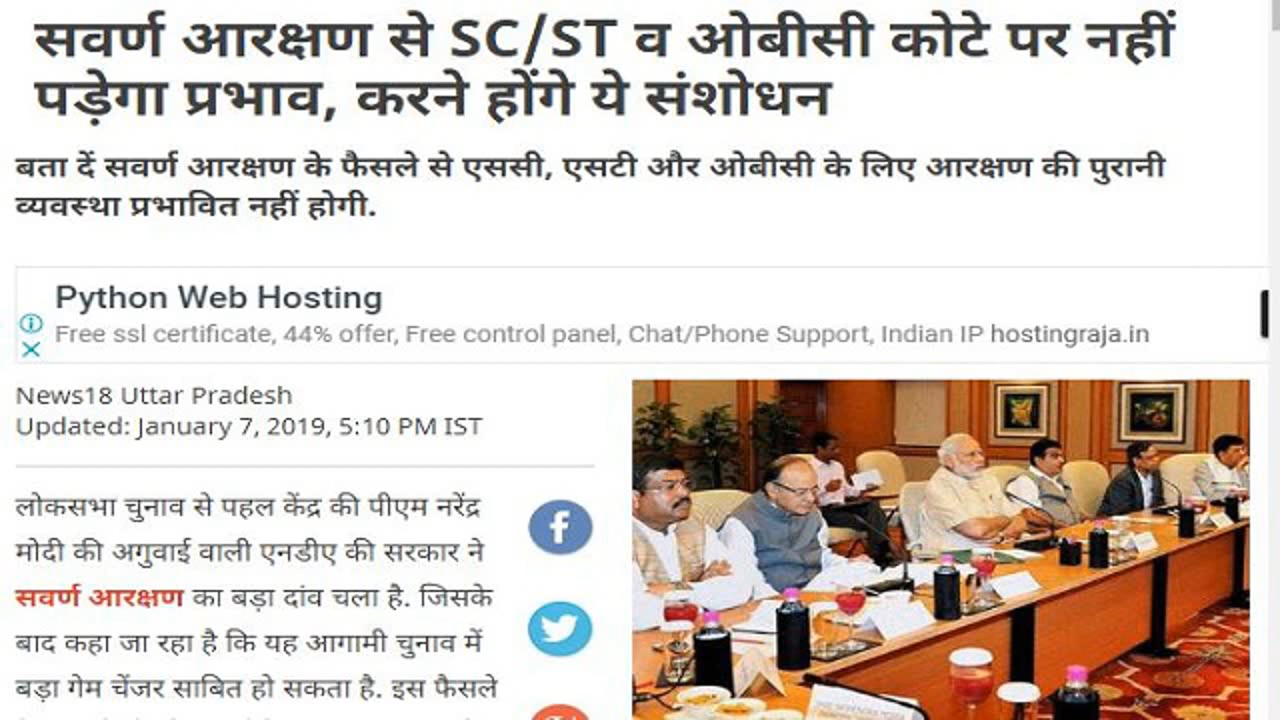 सवर्ण आरक्षण से SC/ST व ओबीसी कोटे पर नहीं
पड़ेगा प्रभाव, करने होंगे ये संशोधन
बता दें सवर्ण आरक्षण के फैसले से एससी, एसटी और ओबीसी के लिए आरक्षण की पुरानी
व्यवस्था प्रभावित नहीं होगी.
Python Web Hosting
Free ssl certificate, 44% offer, Free control panel, Chat/Phone Support, Indian IP hostingraja.in
News18 Uttar Pradesh
Updated: January 7, 2019, 5:10 PM IST
लोकसभा चुनाव से पहल केंद्र की पीएम नरेंद्र
मोदी की अगुवाई वाली एनडीए की सरकार ने
सवर्ण आरक्षण का बड़ा दांव चला है. जिसके
बाद कहा जा रहा है कि यह आगामी चुनाव में
बड़ा गेम चेंजर साबित हो सकता है. इस फैसले